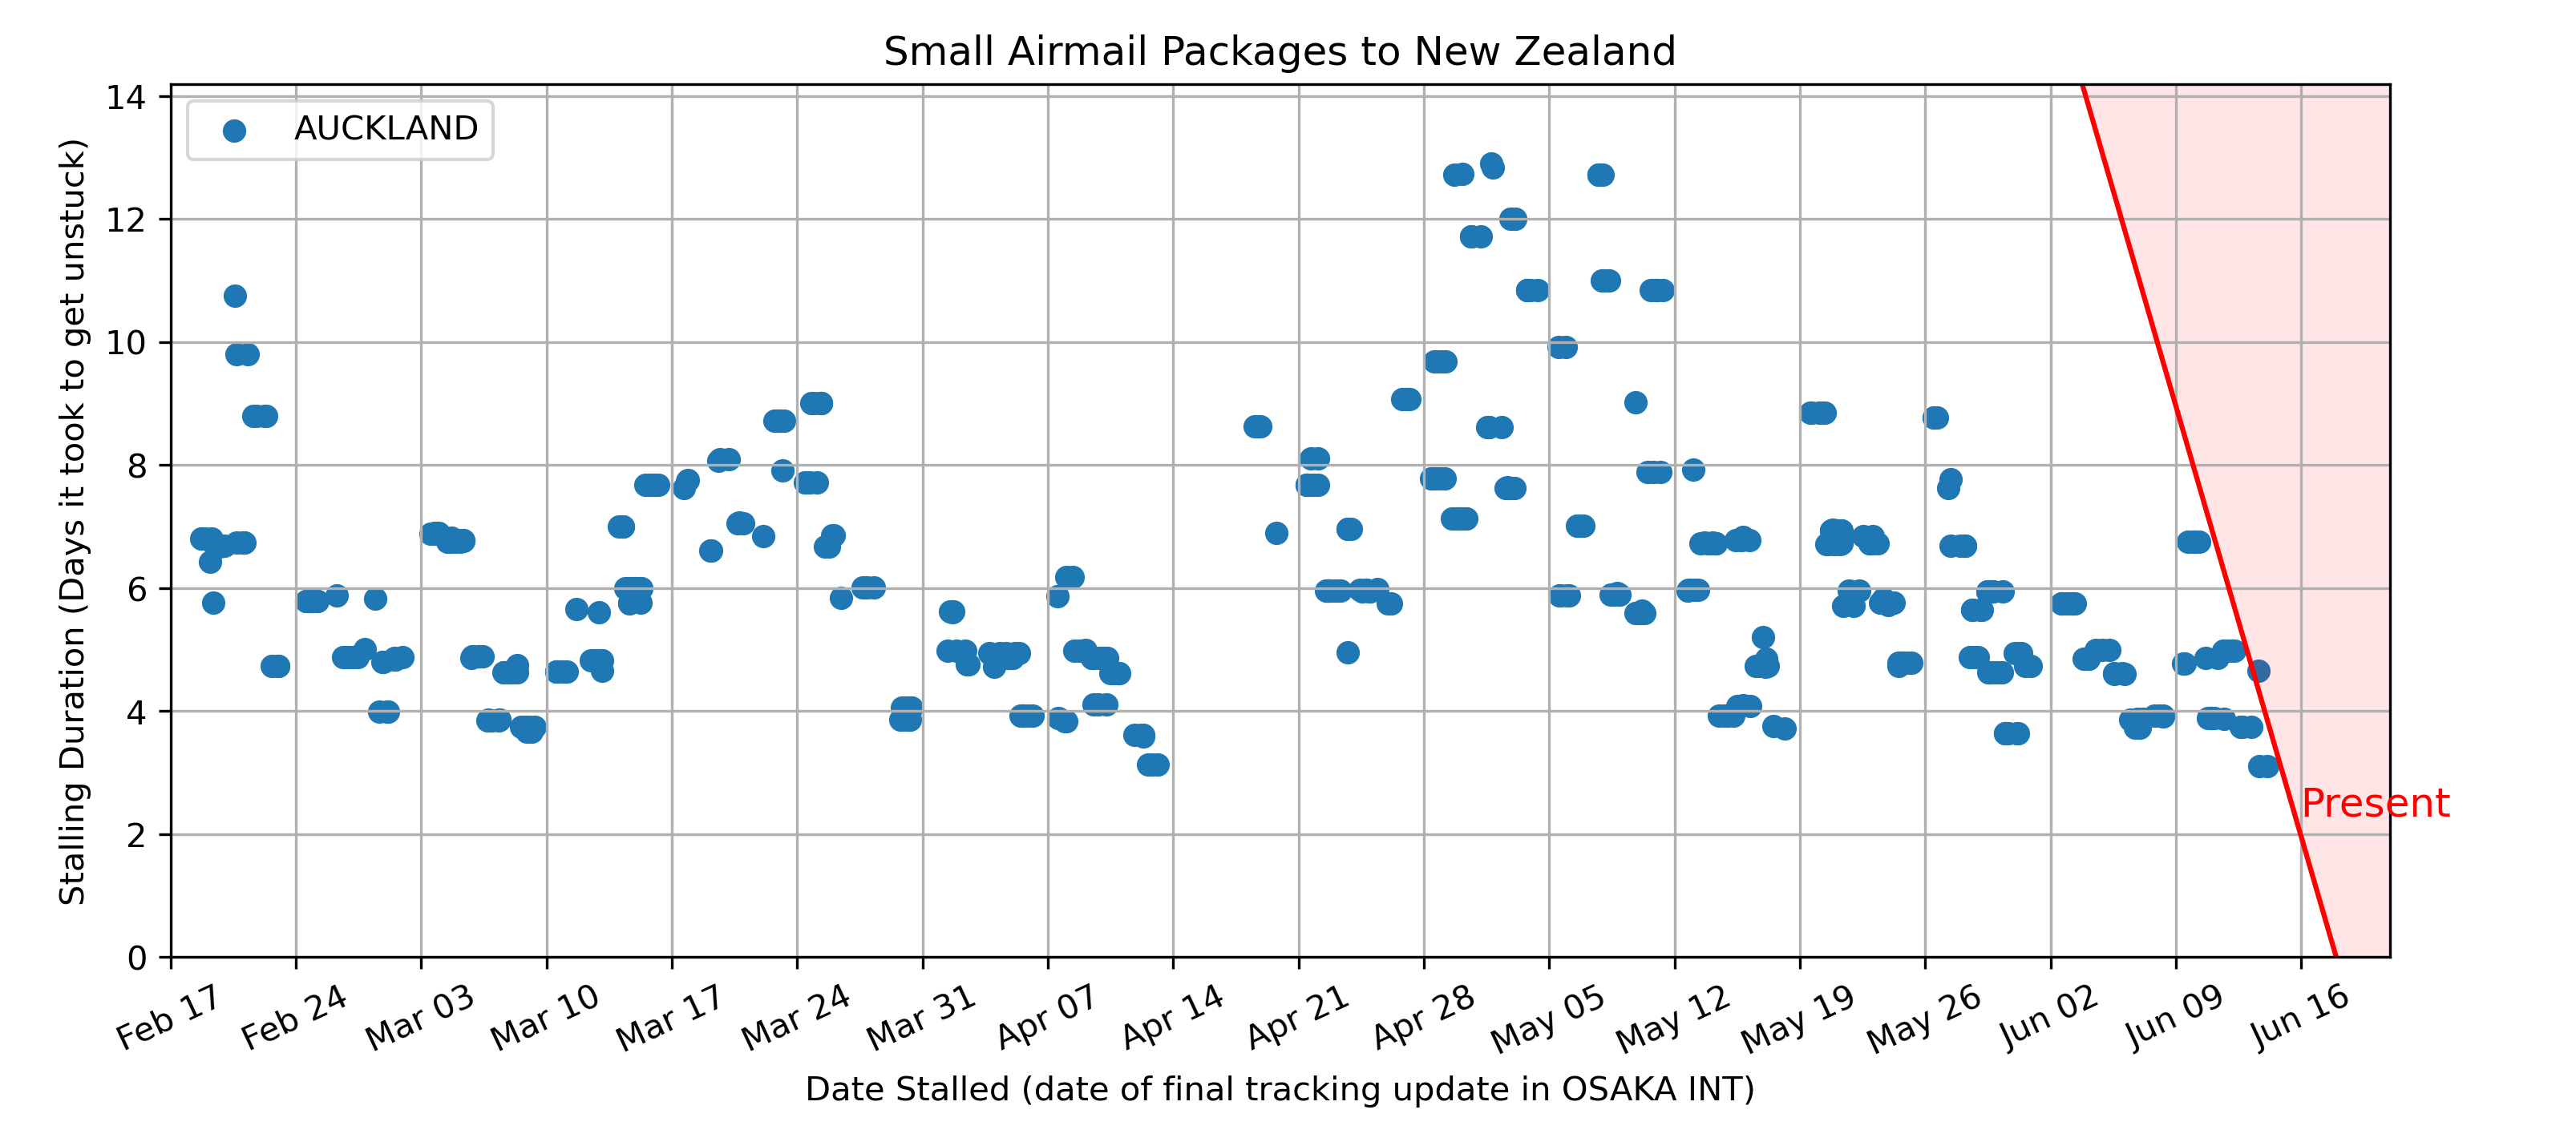 Small Airmail Packages to New Zealand
AUCKLAND
Stalling Duration (Days it took to get unstuck)
14
12
10
8
6
4
2
0
Present
Feb 17
Feb 24
Mar 03
Mar 10
Mar 17
Mar 24
Mar 31
Apr 07
Apr 14
Apr 21
Apr 28
May 05
May 12
May 19
May 26
Jun 02
Jun 09
Jun 16
Date Stalled (date of final tracking update in OSAKA INT)